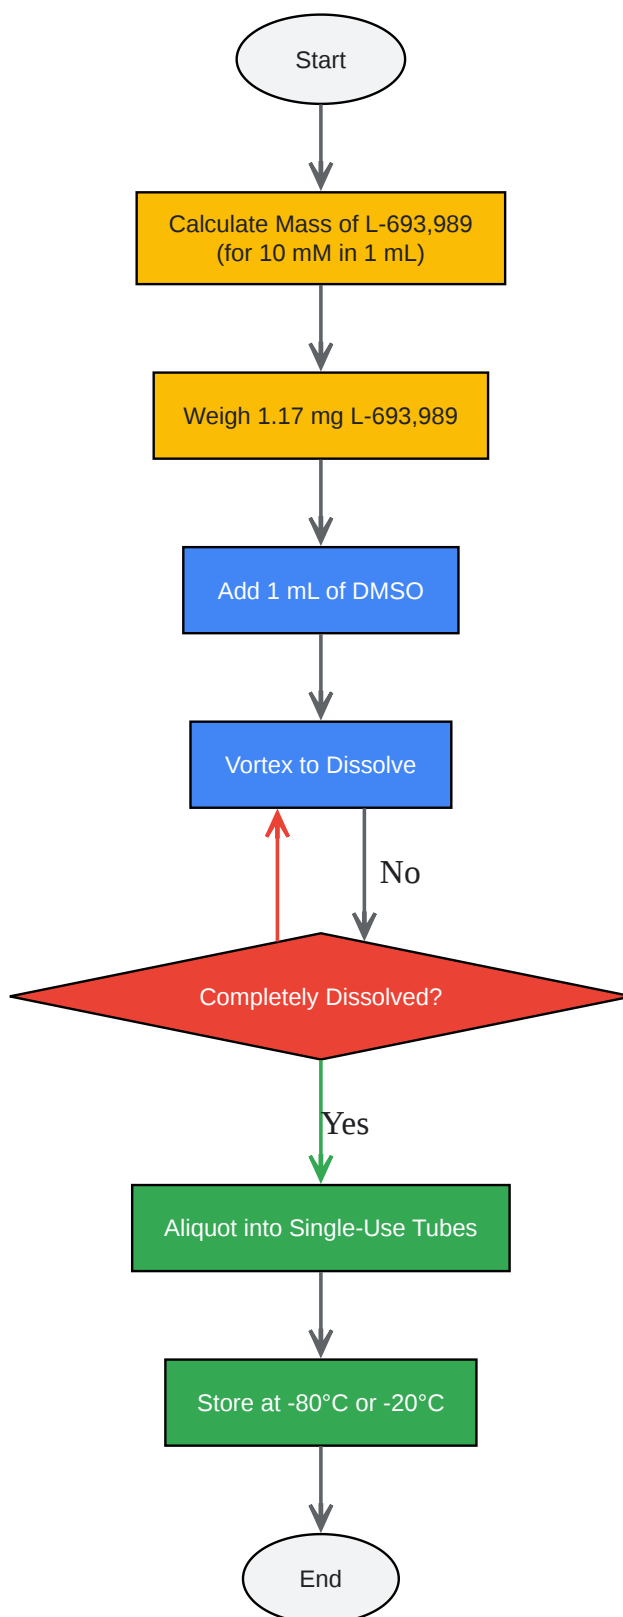 Start
Calculate Mass of L-693,989
(for 10 mM in 1 mL)
Weigh 1.17 mg L-693,989
Add 1 mL of DMSO
Vortex to Dissolve
No
Completely Dissolved?
Yes
Aliquot into Single-Use Tubes
Store at -80°C or -20°C
End